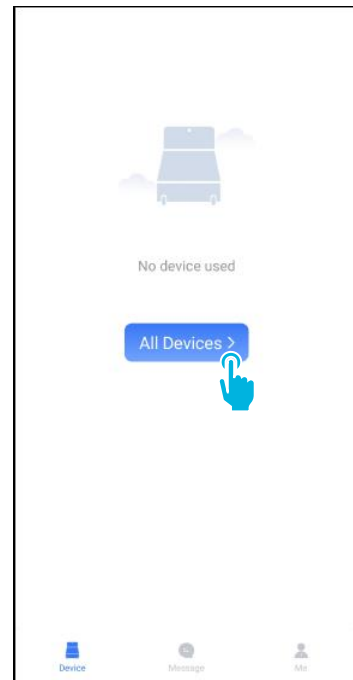 No device used
All Devices >
Device
Message
Me